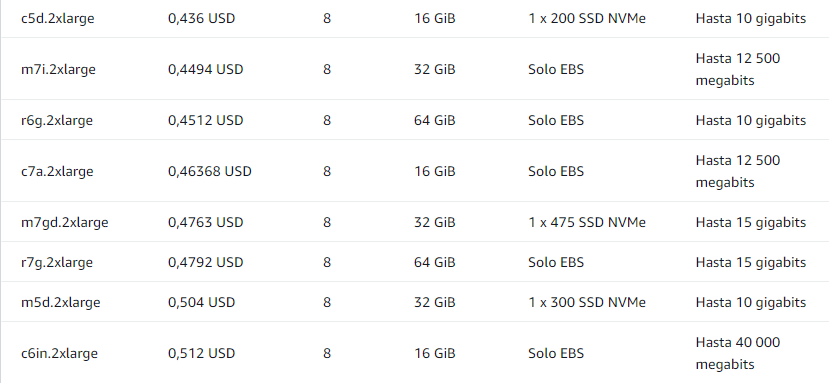 c5d.2xlarge 0,436 USD 8 16 GiB 1 x 200 SSD NVMe Hasta 10 gigabits
m7i.2xlarge 0,4494 USD 8 32 GiB Solo EBS Hasta 12 500
megabits
r6g.2xlarge 0,4512 USD 8 64 GiB Solo EBS Hasta 10 gigabits
c7a.2xlarge 0,46368 USD 8 16 GiB Solo EBS Hasta 12 500
megabits
m7gd.2xlarge 0,4763 USD 8 32 GiB 1 x 475 SSD NVMe Hasta 15 gigabits
r7g.2xlarge 0,4792 USD 8 64 GiB Solo EBS Hasta 15 gigabits
m5d.2xlarge 0,504 USD 8 32 GiB 1 x 300 SSD NVMe Hasta 10 gigabits
c6in.2xlarge 0,512 USD 8 16 GiB Solo EBS Hasta 40 000
megabits